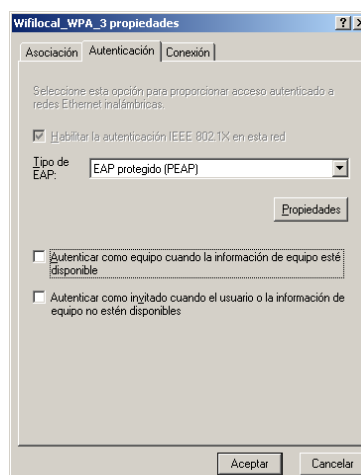 Wifilocal_WPA_3 propiedades
Asociación Autenticación Conexión
Seleccione esta opción para proporcionar acceso autenticado a
redes Ethernet inalámbricas.
Habilitar la autenticación IEEE 802.1X en esta red
Tipo de
EAP:
EAP protegido (PEAP)
Propiedades
Autenticar como equipo cuando la información de equipo esté
disponible
Autenticar como invitado cuando el usuario o la información de
equipo no estén disponibles
Aceptar Cancelar